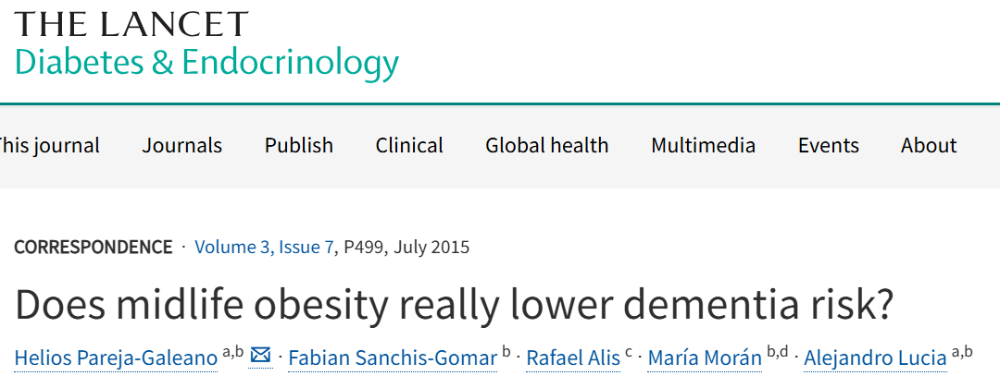 THE LANCET
Diabetes & Endocrinology
his journal Journals Publish Clinical Global health Multimedia Events About
CORRESPONDENCE · Volume 3, Issue 7, P499, July 2015
Does midlife obesity really lower dementia risk?
Helios Pareja-Galeano a,b · Fabian Sanchis-Gomar b · Rafael Alis c · María Morán b,d · Alejandro Lucia a,b